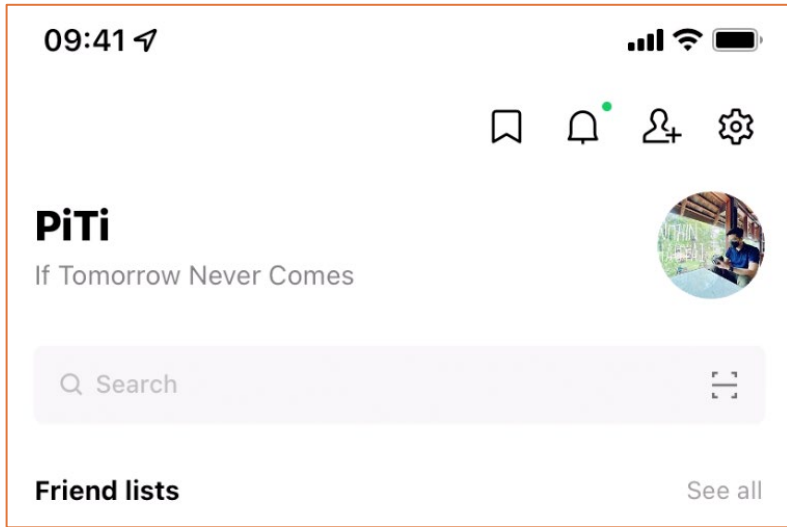 09:41
PiTi
If Tomorrow Never Comes
Search
Friend lists
See all